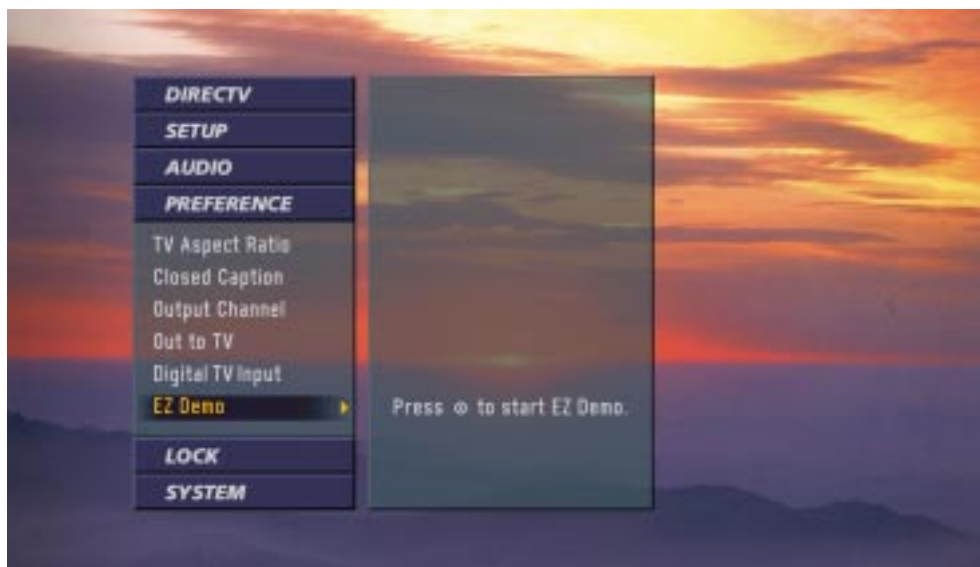 DIRECTV
SETUP
AUDIO
PREFERENCE
TV Aspect Ratio
Closed Caption
Output Channel
Out to TV
Digital TV Input
EZ Demo
Press ⊙ to start EZ Demo.
LOCK
SYSTEM